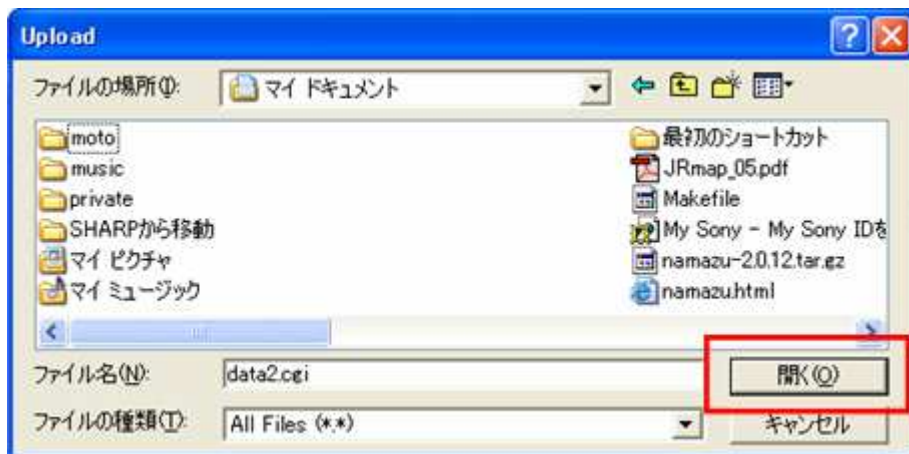 Upload
ファイルの場所(I):
マイ ドキュメント
moto
music
private
SHARPから移動
マイ ピクチャ
マイ ミュージック
最初のショートカット
JRmap_05.pdf
Makefile
My Sony - My Sony IDを
namazu-2.0.12.tar.gz
namazu.html
ファイル名(N):
data2.cgi
開く(O)
ファイルの種類(T):
All Files (*.*)
キャンセル